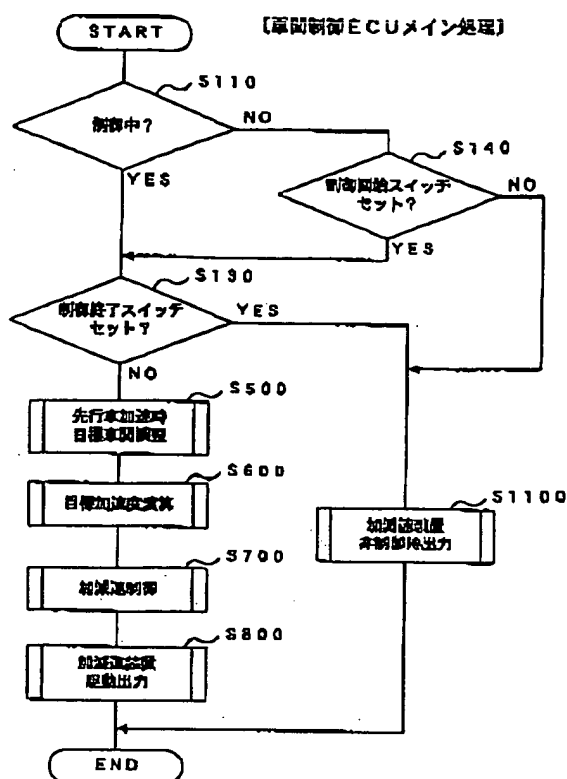 START
[車間制御ECUメイン処理]
S110
制御中？
NO
YES
S140
制御開始スイッチ
セット？
NO
YES
S130
制御終了スイッチ
セット？
YES
NO
S500
先行車加速時
目標車間調整
S600
目標加速度演算
S1100
加減速装置
非制御時出力
S700
加減速制御
S800
加減速装置
駆動出力
END